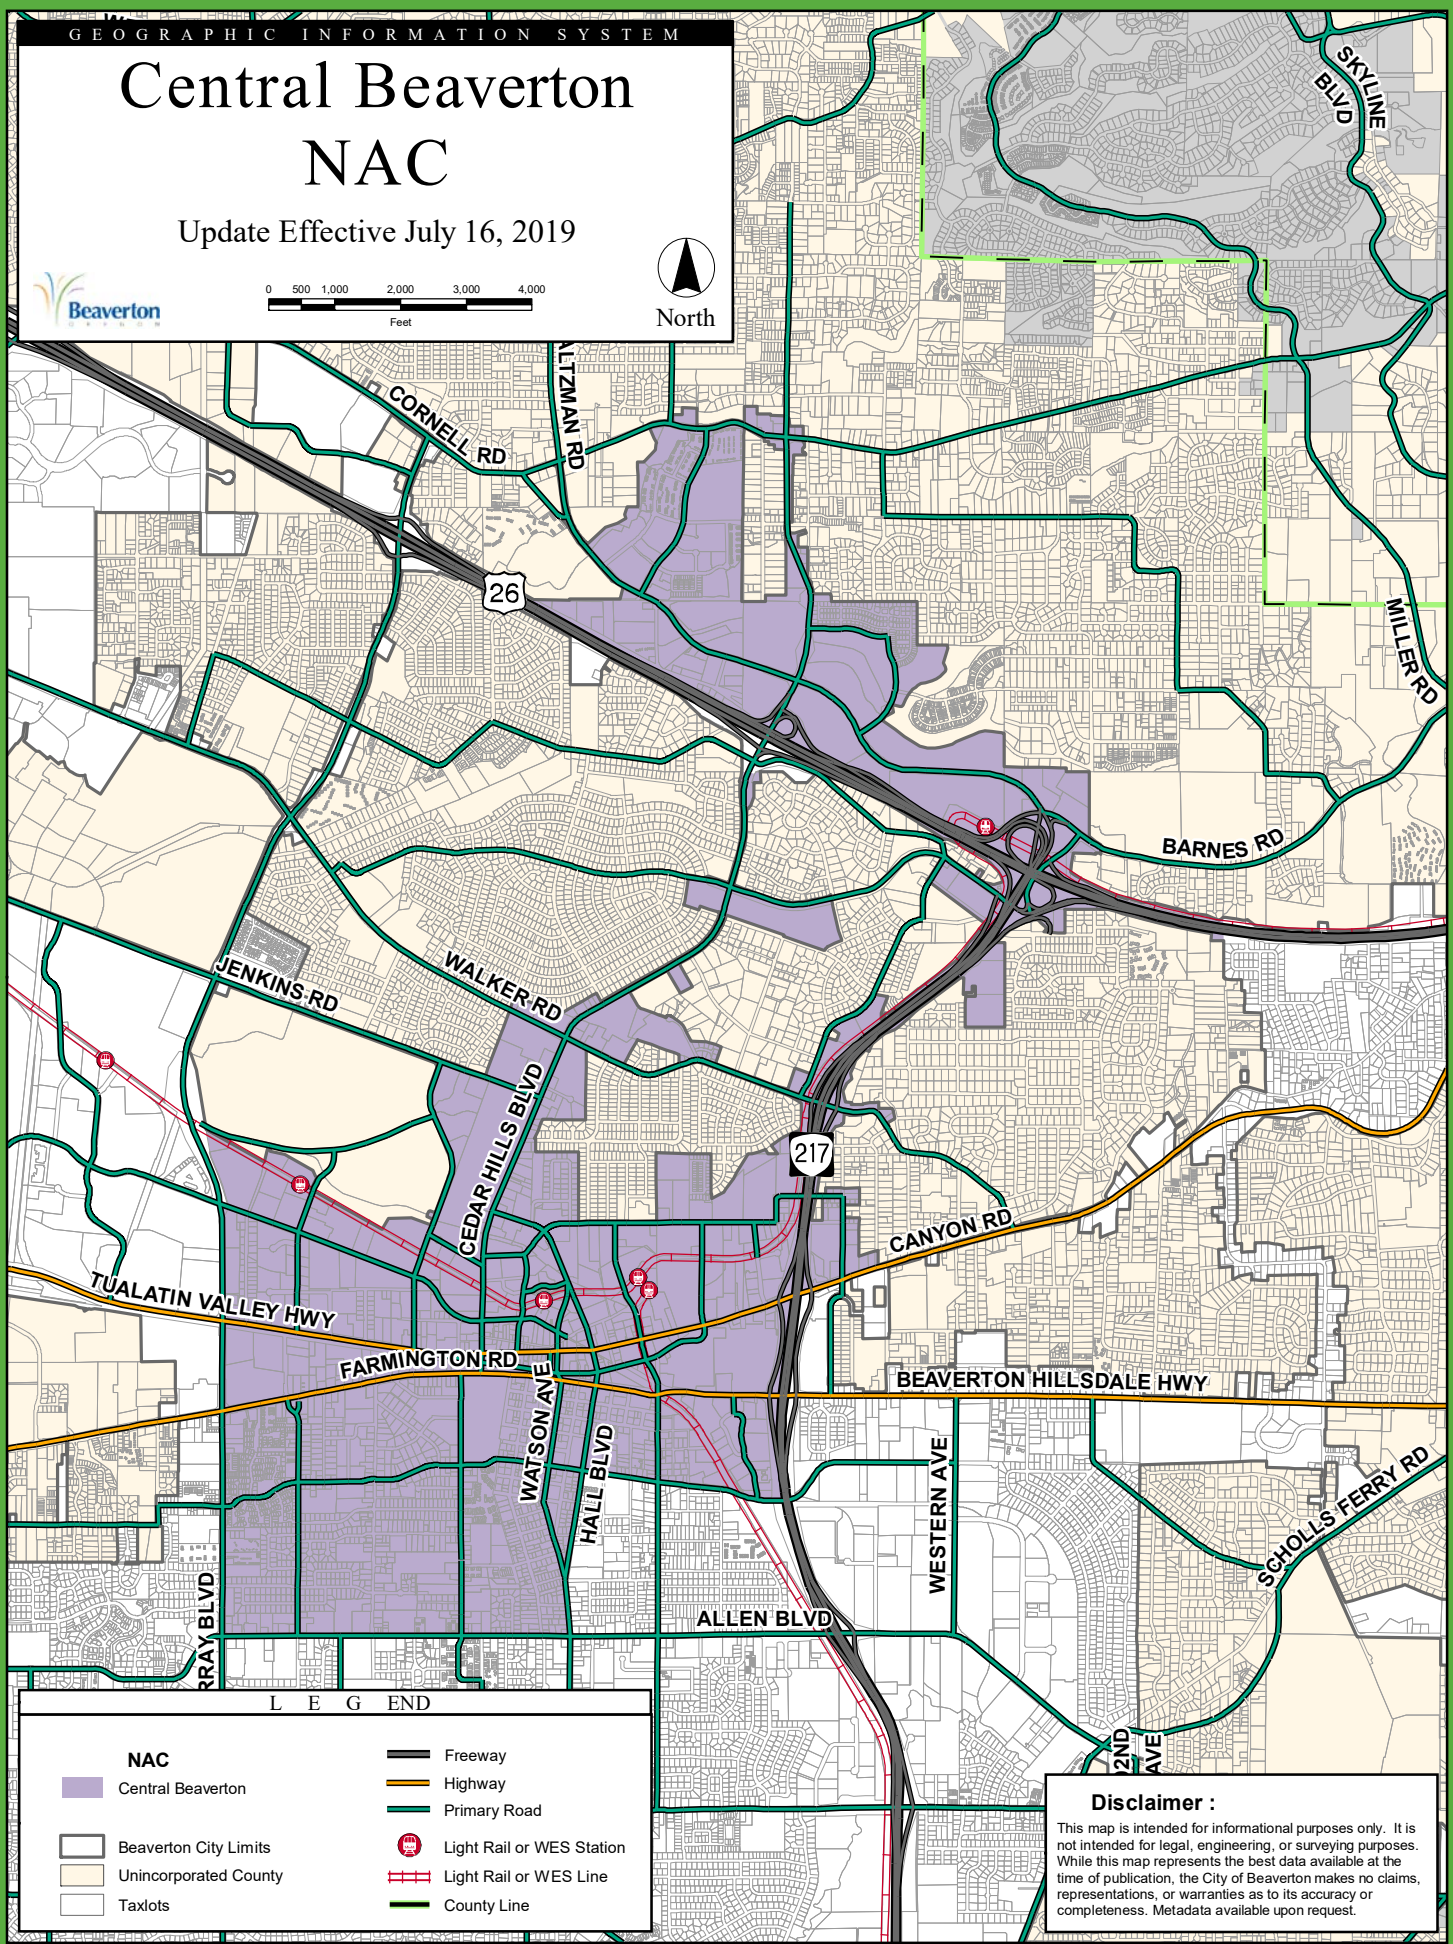 GEOGRAPHIC INFORMATION SYSTEM
Central Beaverton
NAC
Update Effective July 16, 2019
Beaverton
O R E G O N
0 500 1,000 2,000 3,000 4,000
Feet
North
SKYLINE
BLVD
CORNELL RD
ALTZMAN RD
26
MILLER RD
BARNES RD
JENKINS RD
WALKER RD
CEDAR HILLS BLVD
217
CANYON RD
TUALATIN VALLEY HWY
FARMINGTON RD
BEAVERTON HILLSDALE HWY
WATSON AVE
HALL BLVD
WESTERN AVE
SCHOLLS FERRY RD
RRAY BLVD
ALLEN BLVD
02ND
AVE
LEGEND
NAC
Central Beaverton
Beaverton City Limits
Unincorporated County
Taxlots
Freeway
Highway
Primary Road
Light Rail or WES Station
Light Rail or WES Line
County Line
Disclaimer :
This map is intended for informational purposes only. It is
not intended for legal, engineering, or surveying purposes.
While this map represents the best data available at the
time of publication, the City of Beaverton makes no claims,
representations, or warranties as to its accuracy or
completeness. Metadata available upon request.